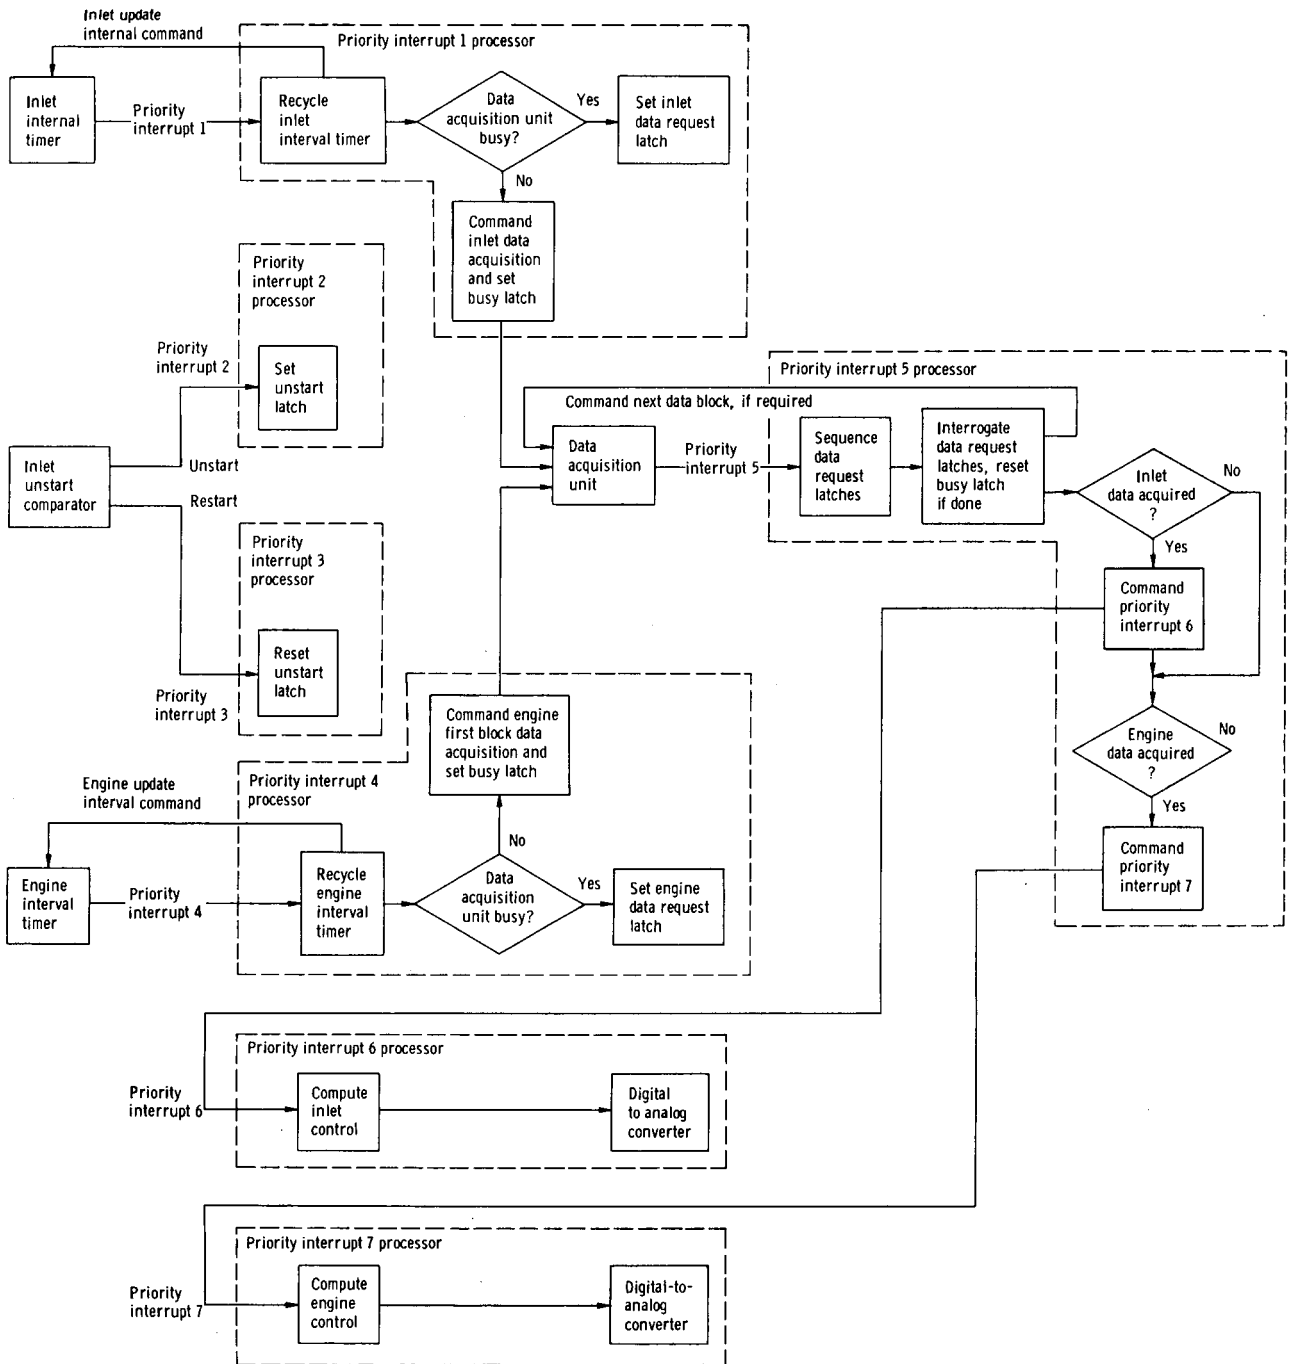 Inlet update
internal command
Priority interrupt 1 processor
Inlet
internal
timer
Priority
interrupt 1
Recycle
inlet
interval timer
Data
acquisition unit
busy?
Yes
Set inlet
data request
latch
No
Command
inlet data
acquisition
and set
busy latch
Priority
interrupt 2
processor
Priority
interrupt 2
Set
unstart
latch
Inlet
unstart
comparator
Unstart
Restart
Priority
interrupt 3
processor
Reset
unstart
latch
Priority
interrupt 3
Priority interrupt 5 processor
Command next data block, if required
Data
acquisition
unit
Priority
interrupt 5
Sequence
data
request
latches
Interrogate
data request
latches, reset
busy latch
if done
Inlet
data acquired
?
No
Yes
Command
priority
interrupt 6
Engine
data acquired
?
No
Yes
Command
priority
interrupt 7
Command engine
first block data
acquisition and
set busy latch
Priority interrupt 4
processor
Engine update
interval command
Engine
interval
timer
Priority
interrupt 4
Recycle
engine
interval
timer
No
Data
acquisition
unit busy?
Yes
Set engine
data request
latch
Priority interrupt 6 processor
Priority
interrupt 6
Compute
inlet
control
Digital
to analog
converter
Priority interrupt 7 processor
Priority
interrupt 7
Compute
engine
control
Digital-to-
analog
converter